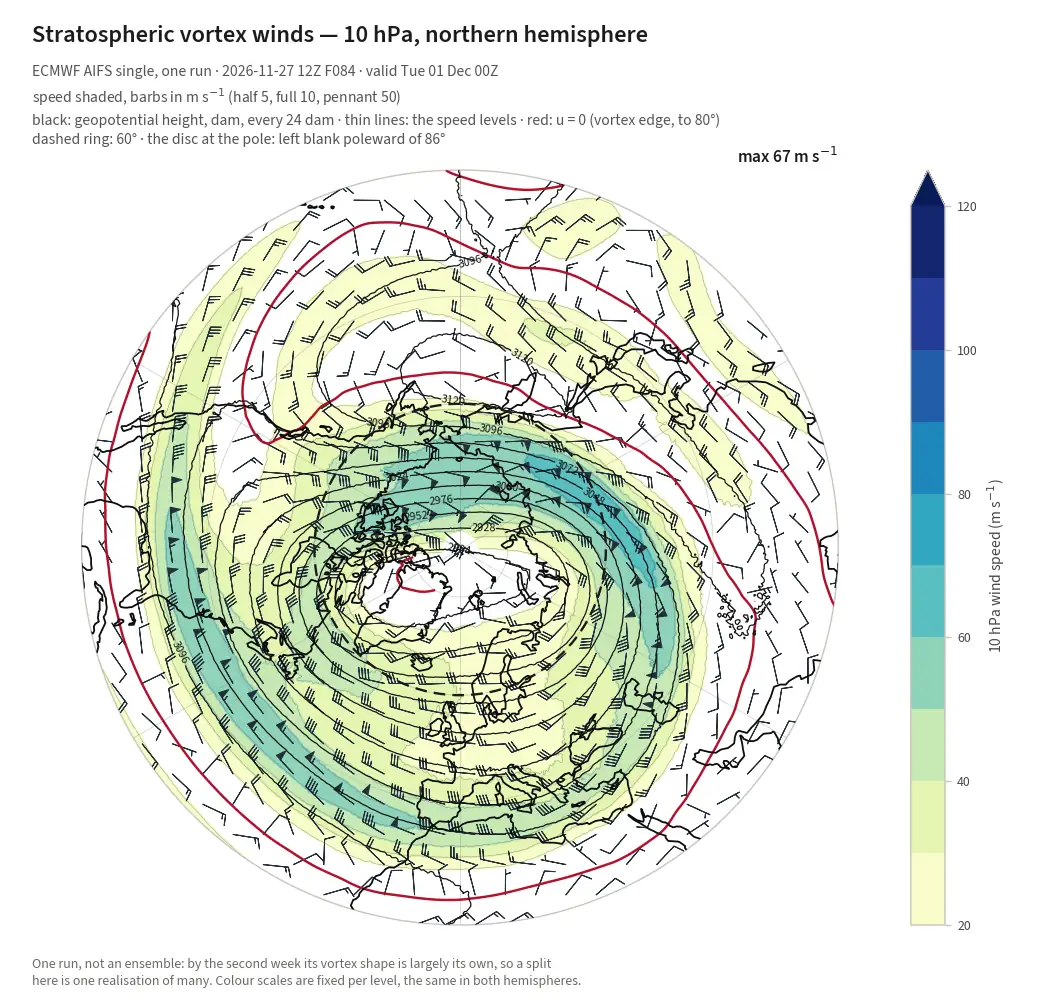 Stratospheric vortex winds — 10 hPa, northern hemisphere
ECMWF AIFS single, one run · 2026-11-27 12Z F084 · valid Tue 01 Dec 00Z
speed shaded, barbs in m s⁻¹ (half 5, full 10, pennant 50)
black: geopotential height, dam, every 24 dam · thin lines: the speed levels · red: u = 0 (vortex edge, to 80°)
dashed ring: 60° · the disc at the pole: left blank poleward of 86°
max 67 m s⁻¹
120
100
80
60
40
20
10 hPa wind speed (m s⁻¹)
3096
3120
3096
3072
3048
2976
2952
2928
3096
One run, not an ensemble: by the second week its vortex shape is largely its own, so a split
here is one realisation of many. Colour scales are fixed per level, the same in both hemispheres.